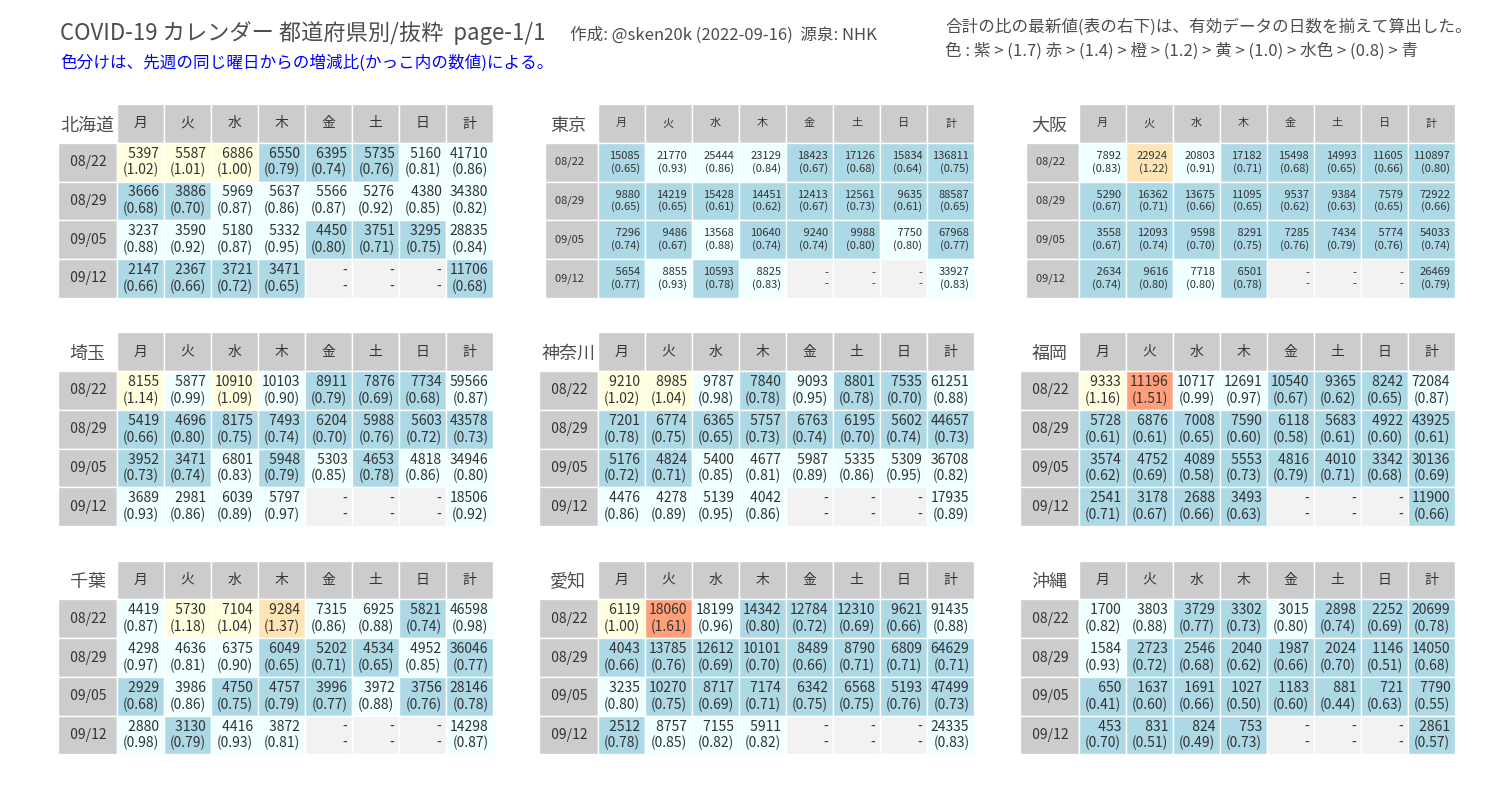 COVID-19 カレンダー 都道府県別/抜粋 page-1/1 作成: @sken20k (2022-09-16) 源泉: NHK
合計の比の最新値(表の右下)は、有効データの日数を揃えて算出した。
色分けは、先週の同じ曜日からの増減比(かっこ内の数値)による。
色 : 紫 > (1.7) 赤 > (1.4) > 橙 > (1.2) > 黄 > (1.0) > 水色 > (0.8) > 青
北海道 月 火 水 木 金 土 日 計
08/22 5397 5587 6886 6550 6395 5735 5160 41710
(1.02) (1.01) (1.00) (0.79) (0.74) (0.76) (0.81) (0.86)
08/29 3666 3886 5969 5637 5566 5276 4380 34380
(0.68) (0.70) (0.87) (0.86) (0.87) (0.92) (0.85) (0.82)
09/05 3237 3590 5180 5332 4450 3751 3295 28835
(0.88) (0.92) (0.87) (0.95) (0.80) (0.71) (0.75) (0.84)
09/12 2147 2367 3721 3471 - - - 11706
(0.66) (0.66) (0.72) (0.65) - - - (0.68)
東京 月 火 水 木 金 土 日 計
08/22 15085 21770 25444 23129 18423 17126 15834 136811
(0.65) (0.93) (0.86) (0.84) (0.67) (0.68) (0.64) (0.75)
08/29 9880 14219 15428 14451 12413 12561 9635 88587
(0.65) (0.65) (0.61) (0.62) (0.67) (0.73) (0.61) (0.65)
09/05 7296 9486 13568 10640 9240 9988 7750 67968
(0.74) (0.67) (0.88) (0.74) (0.74) (0.80) (0.80) (0.77)
09/12 5654 8855 10593 8825 - - - 33927
(0.77) (0.93) (0.78) (0.83) - - - (0.83)
大阪 月 火 水 木 金 土 日 計
08/22 7892 22924 20803 17182 15498 14993 11605 110897
(0.83) (1.22) (0.91) (0.71) (0.68) (0.65) (0.66) (0.80)
08/29 5290 16362 13675 11095 9537 9384 7579 72922
(0.67) (0.71) (0.66) (0.65) (0.62) (0.63) (0.65) (0.66)
09/05 3558 12093 9598 8291 7285 7434 5774 54033
(0.67) (0.74) (0.70) (0.75) (0.76) (0.79) (0.76) (0.74)
09/12 2634 9616 7718 6501 - - - 26469
(0.74) (0.80) (0.80) (0.78) - - - (0.79)
埼玉 月 火 水 木 金 土 日 計
08/22 8155 5877 10910 10103 8911 7876 7734 59566
(1.14) (0.99) (1.09) (0.90) (0.79) (0.69) (0.68) (0.87)
08/29 5419 4696 8175 7493 6204 5988 5603 43578
(0.66) (0.80) (0.75) (0.74) (0.70) (0.76) (0.72) (0.73)
09/05 3952 3471 6801 5948 5303 4653 4818 34946
(0.73) (0.74) (0.83) (0.79) (0.85) (0.78) (0.86) (0.80)
09/12 3689 2981 6039 5797 - - - 18506
(0.93) (0.86) (0.89) (0.97) - - - (0.92)
神奈川 月 火 水 木 金 土 日 計
08/22 9210 8985 9787 7840 9093 8801 7535 61251
(1.02) (1.04) (0.98) (0.78) (0.95) (0.78) (0.70) (0.88)
08/29 7201 6774 6365 5757 6763 6195 5602 44657
(0.78) (0.75) (0.65) (0.73) (0.74) (0.70) (0.74) (0.73)
09/05 5176 4824 5400 4677 5987 5335 5309 36708
(0.72) (0.71) (0.85) (0.81) (0.89) (0.86) (0.95) (0.82)
09/12 4476 4278 5139 4042 - - - 17935
(0.86) (0.89) (0.95) (0.86) - - - (0.89)
福岡 月 火 水 木 金 土 日 計
08/22 9333 11196 10717 12691 10540 9365 8242 72084
(1.16) (1.51) (0.99) (0.97) (0.67) (0.62) (0.65) (0.87)
08/29 5728 6876 7008 7590 6118 5683 4922 43925
(0.61) (0.61) (0.65) (0.60) (0.58) (0.61) (0.60) (0.61)
09/05 3574 4752 4089 5553 4816 4010 3342 30136
(0.62) (0.69) (0.58) (0.73) (0.79) (0.71) (0.68) (0.69)
09/12 2541 3178 2688 3493 - - - 11900
(0.71) (0.67) (0.66) (0.63) - - - (0.66)
千葉 月 火 水 木 金 土 日 計
08/22 4419 5730 7104 9284 7315 6925 5821 46598
(0.87) (1.18) (1.04) (1.37) (0.86) (0.88) (0.74) (0.98)
08/29 4298 4636 6375 6049 5202 4534 4952 36046
(0.97) (0.81) (0.90) (0.65) (0.71) (0.65) (0.85) (0.77)
09/05 2929 3986 4750 4757 3996 3972 3756 28146
(0.68) (0.86) (0.75) (0.79) (0.77) (0.88) (0.76) (0.78)
09/12 2880 3130 4416 3872 - - - 14298
(0.98) (0.79) (0.93) (0.81) - - - (0.87)
愛知 月 火 水 木 金 土 日 計
08/22 6119 18060 18199 14342 12784 12310 9621 91435
(1.00) (1.61) (0.96) (0.80) (0.72) (0.69) (0.66) (0.88)
08/29 4043 13785 12612 10101 8489 8790 6809 64629
(0.66) (0.76) (0.69) (0.70) (0.66) (0.71) (0.71) (0.71)
09/05 3235 10270 8717 7174 6342 6568 5193 47499
(0.80) (0.75) (0.69) (0.71) (0.75) (0.75) (0.76) (0.73)
09/12 2512 8757 7155 5911 - - - 24335
(0.78) (0.85) (0.82) (0.82) - - - (0.83)
沖縄 月 火 水 木 金 土 日 計
08/22 1700 3803 3729 3302 3015 2898 2252 20699
(0.82) (0.88) (0.77) (0.73) (0.80) (0.74) (0.69) (0.78)
08/29 1584 2723 2546 2040 1987 2024 1146 14050
(0.93) (0.72) (0.68) (0.62) (0.66) (0.70) (0.51) (0.68)
09/05 650 1637 1691 1027 1183 881 721 7790
(0.41) (0.60) (0.66) (0.50) (0.60) (0.44) (0.63) (0.55)
09/12 453 831 824 753 - - - 2861
(0.70) (0.51) (0.49) (0.73) - - - (0.57)